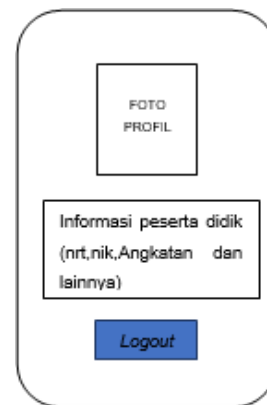 FOTO
PROFIL
Informasi peserta didik
(nrt,nik,Angkatan dan
lainnya)
Logout